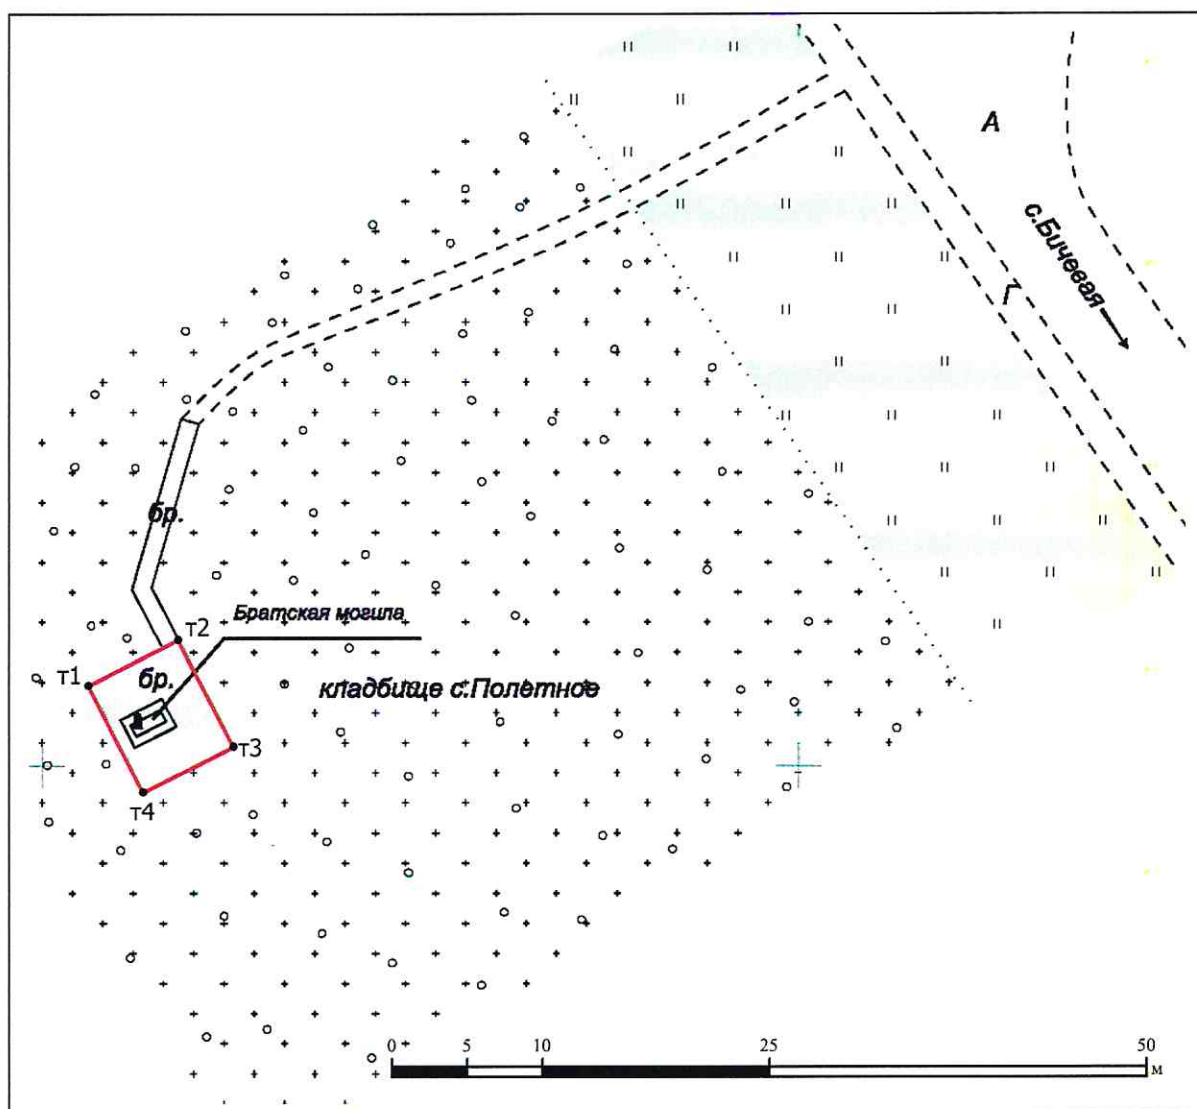 А
с.Бичевая
Г
бр.
Братская могила
т2
т1
бр.
кладбище с.Полетное
т3
т4
0 5 10 25 50
м